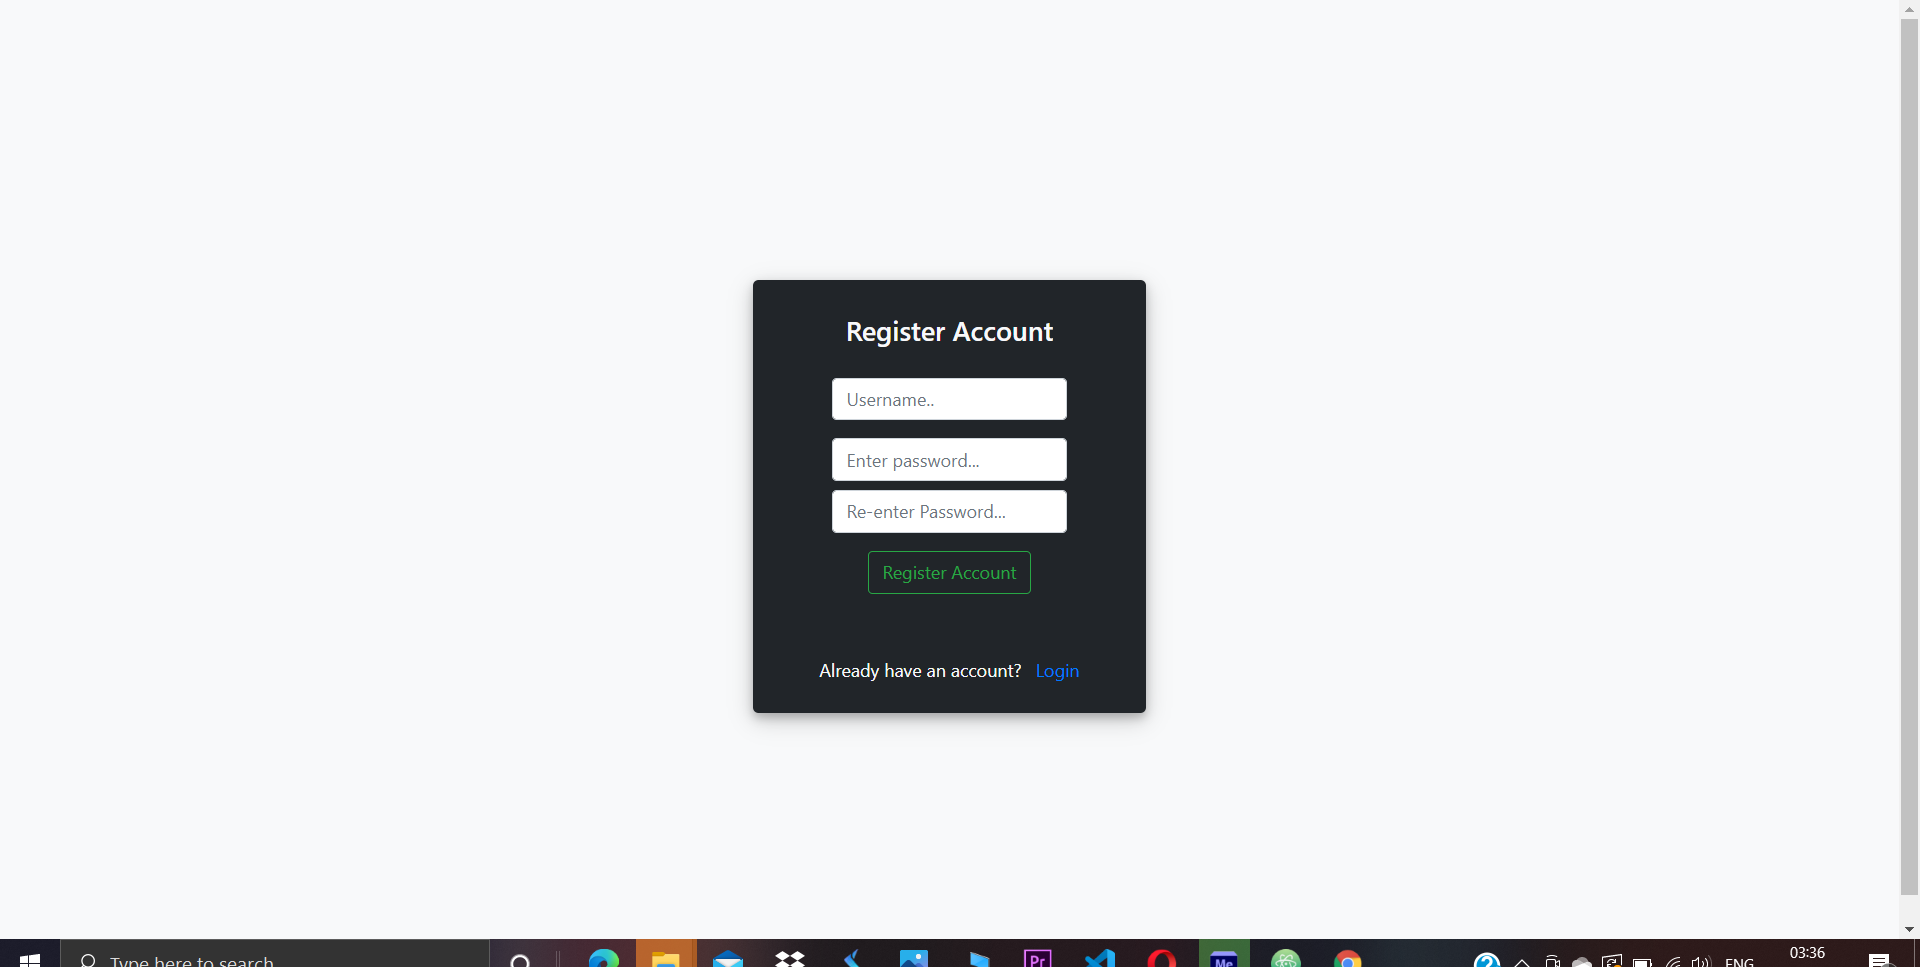 Register Account
Username..
Enter password...
Re-enter Password...
Register Account
Already have an account? Login
Type here to search
Pr
Me
ENG
03:36